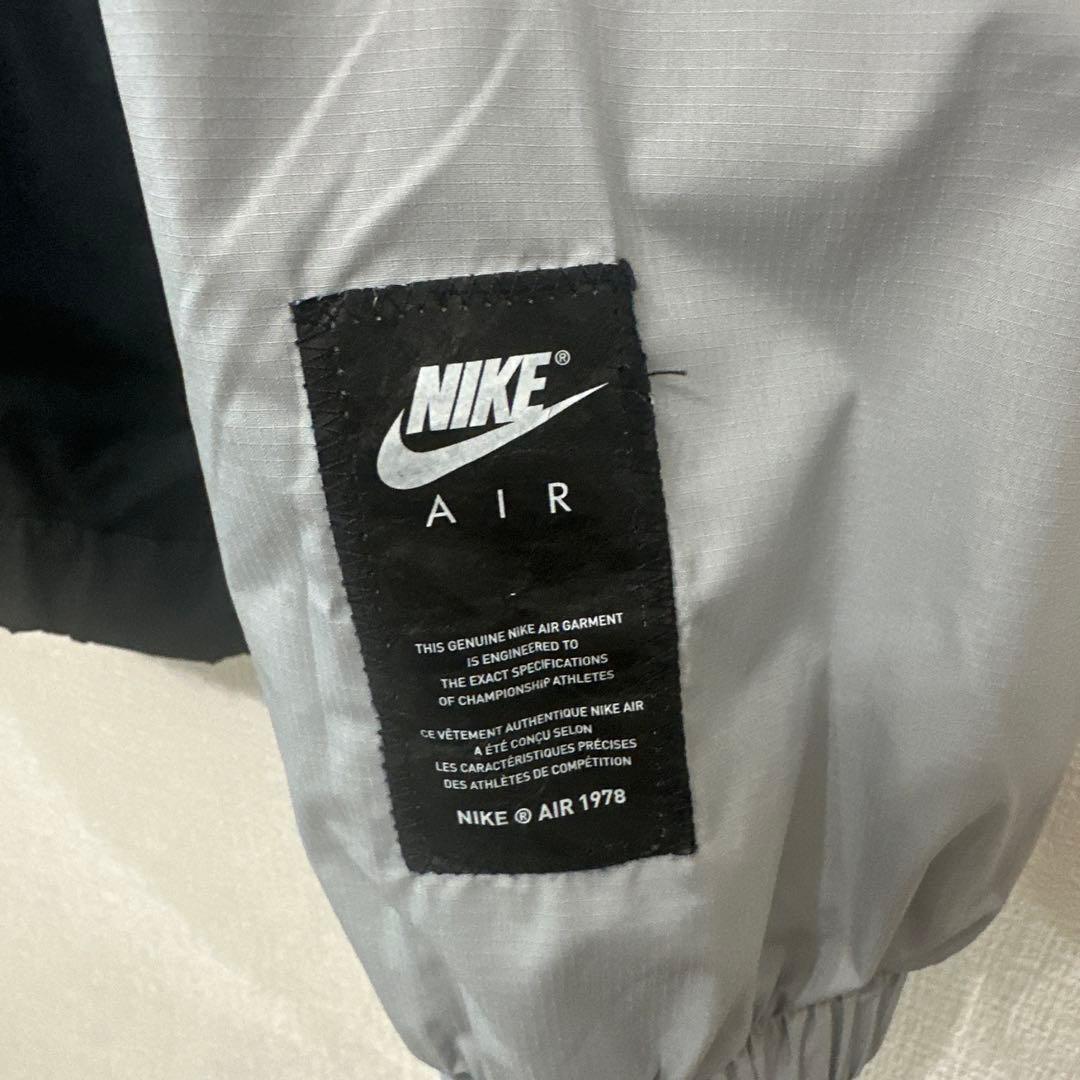 NIKE®
AIR
THIS GENUINE NIKE AIR GARMENT
IS ENGINEERED TO
THE EXACT SPECIFICATIONS
OF CHAMPIONSHIP ATHLETES
CE VÊTEMENT AUTHENTIQUE NIKE AIR
A ÉTÉ CONÇU SELON
LES CARACTÉRISTIQUES PRÉCISES
DES ATHLÈTES DE COMPÉTITION
NIKE ® AIR 1978